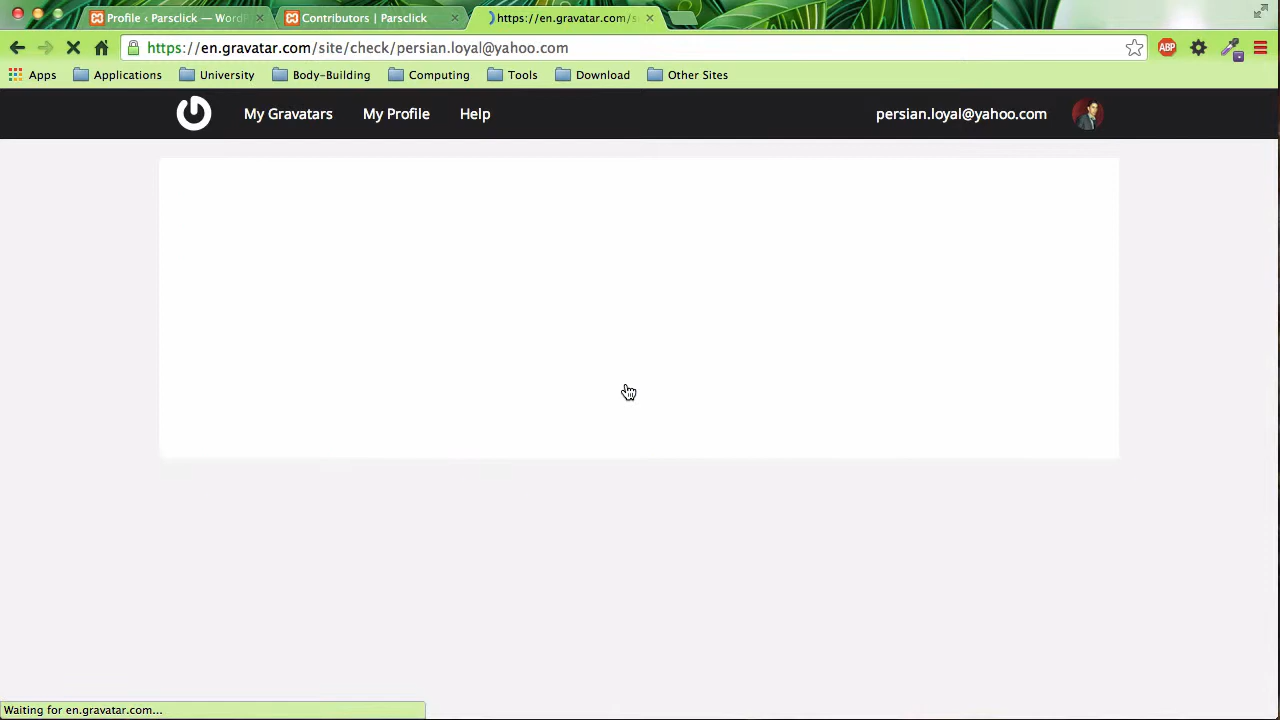 Profile ‹ Parsclick — Word
Contributors | Parsclick
https://en.gravatar.com/s
https://en.gravatar.com/site/check/persian.loyal@yahoo.com
ABP
Apps
Applications
University
Body-Building
Computing
Tools
Download
Other Sites
My Gravatars
My Profile
Help
persian.loyal@yahoo.com
Waiting for en.gravatar.com...